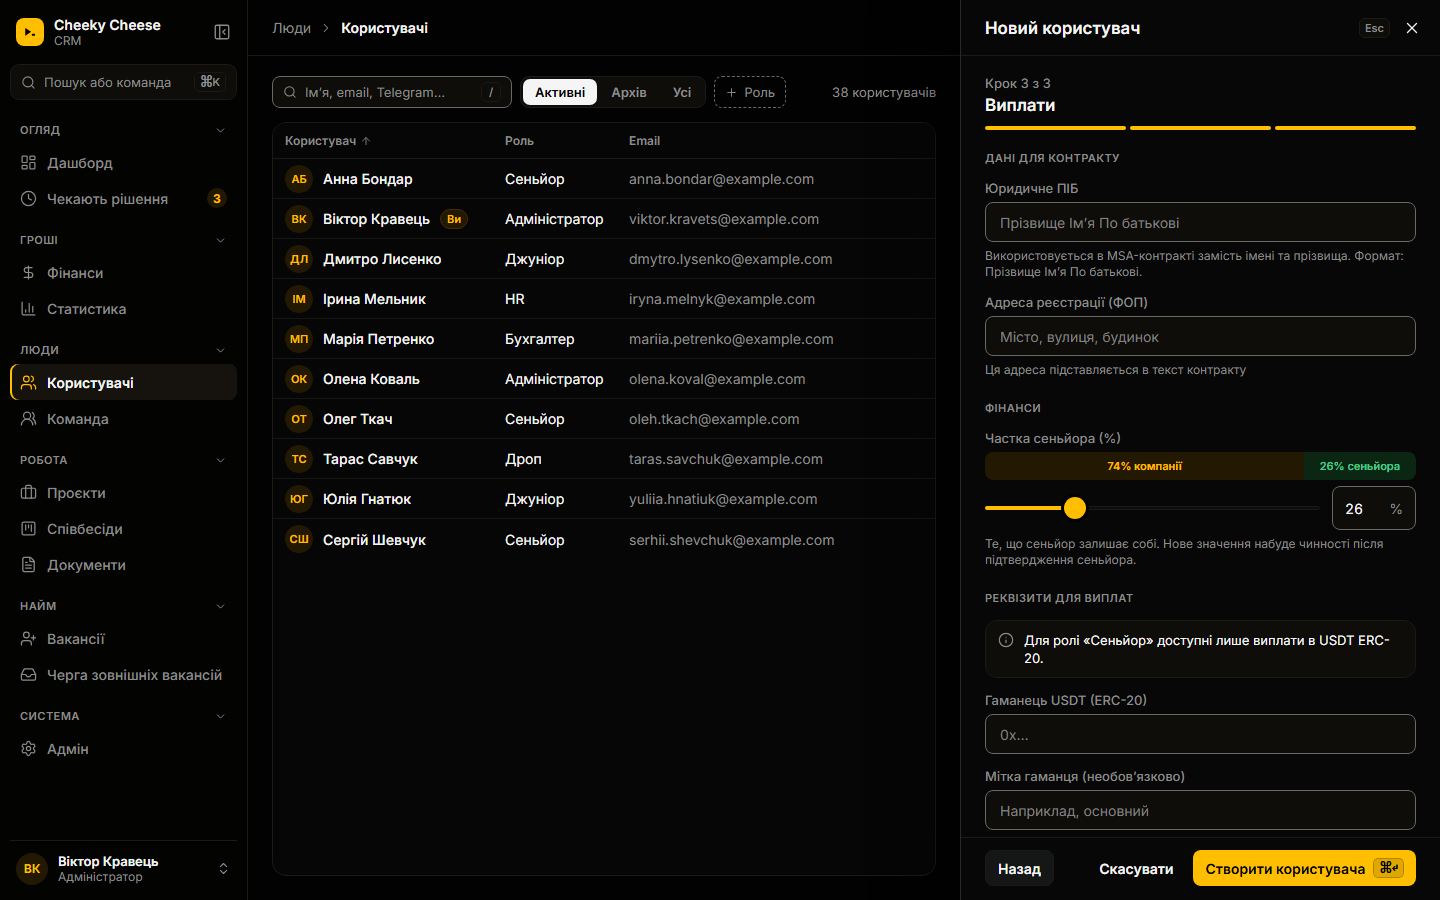 Cheeky Cheese
CRM
Пошук або команда
⌘K
ОГЛЯД
Дашборд
Чекають рішення
3
ГРОШІ
Фінанси
Статистика
ЛЮДИ
Користувачі
Команда
РОБОТА
Проєкти
Співбесіди
Документи
НАЙМ
Вакансії
Черга зовнішніх вакансій
СИСТЕМА
Адмін
ВК
Віктор Кравець
Адміністратор
Люди > Користувачі
Ім’я, email, Telegram...
/
Активні Архів Усі
+ Роль
38 користувачів
Користувач ↑ Роль Email
АБ Анна Бондар Сеньйор anna.bondar@example.com
ВК Віктор Кравець Ви Адміністратор viktor.kravets@example.com
ДЛ Дмитро Лисенко Джуніор dmytro.lysenko@example.com
ІМ Ірина Мельник HR iryna.melnyk@example.com
МП Марія Петренко Бухгалтер mariia.petrenko@example.com
ОК Олена Коваль Адміністратор olena.koval@example.com
ОТ Олег Ткач Сеньйор oleh.tkach@example.com
ТС Тарас Савчук Дроп taras.savchuk@example.com
ЮГ Юлія Гнатюк Джуніор yuliia.hnatiuk@example.com
СШ Сергій Шевчук Сеньйор serhii.shevchuk@example.com
Новий користувач
Esc
Крок 3 з 3
Виплати
ДАНІ ДЛЯ КОНТРАКТУ
Юридичне ПІБ
Прізвище Ім’я По батькові
Використовується в MSA-контракті замість імені та прізвища. Формат:
Прізвище Ім’я По батькові.
Адреса реєстрації (ФОП)
Місто, вулиця, будинок
Ця адреса підставляється в текст контракту
ФІНАНСИ
Частка сеньйора (%)
74% компанії
26% сеньйора
26 %
Те, що сеньйор залишає собі. Нове значення набуде чинності після
підтвердження сеньйора.
РЕКВІЗИТИ ДЛЯ ВИПЛАТ
Для ролі «Сеньйор» доступні лише виплати в USDT ERC-
20.
Гаманець USDT (ERC-20)
0x...
Мітка гаманця (необов’язково)
Наприклад, основний
Назад
Скасувати
Створити користувача ⌘↵